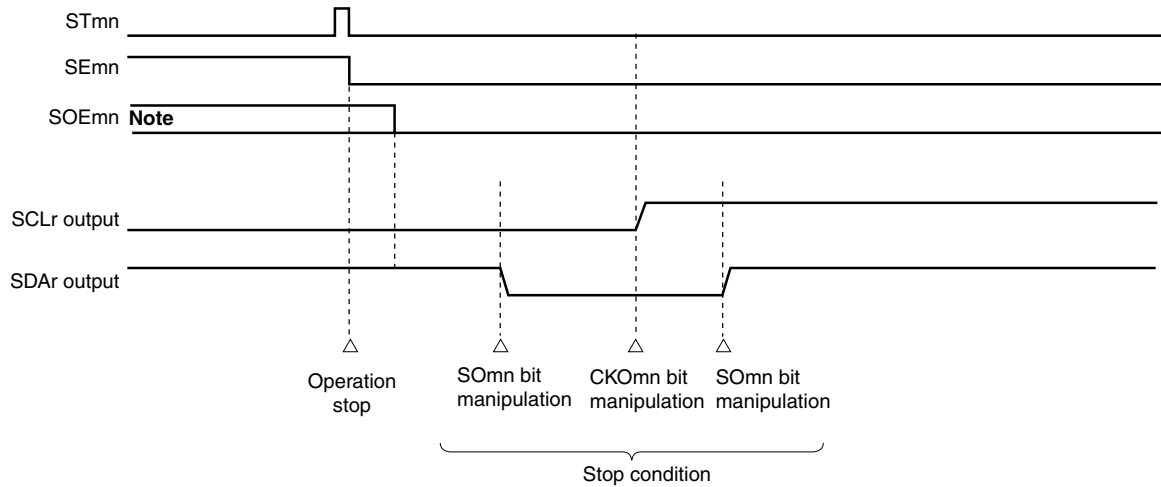 STmn
SEmn
SOEmn Note
SCLr output
SDAr output
Operation
stop
SOmn bit
manipulation
CKOmn bit
manipulation
SOmn bit
manipulation
Stop condition